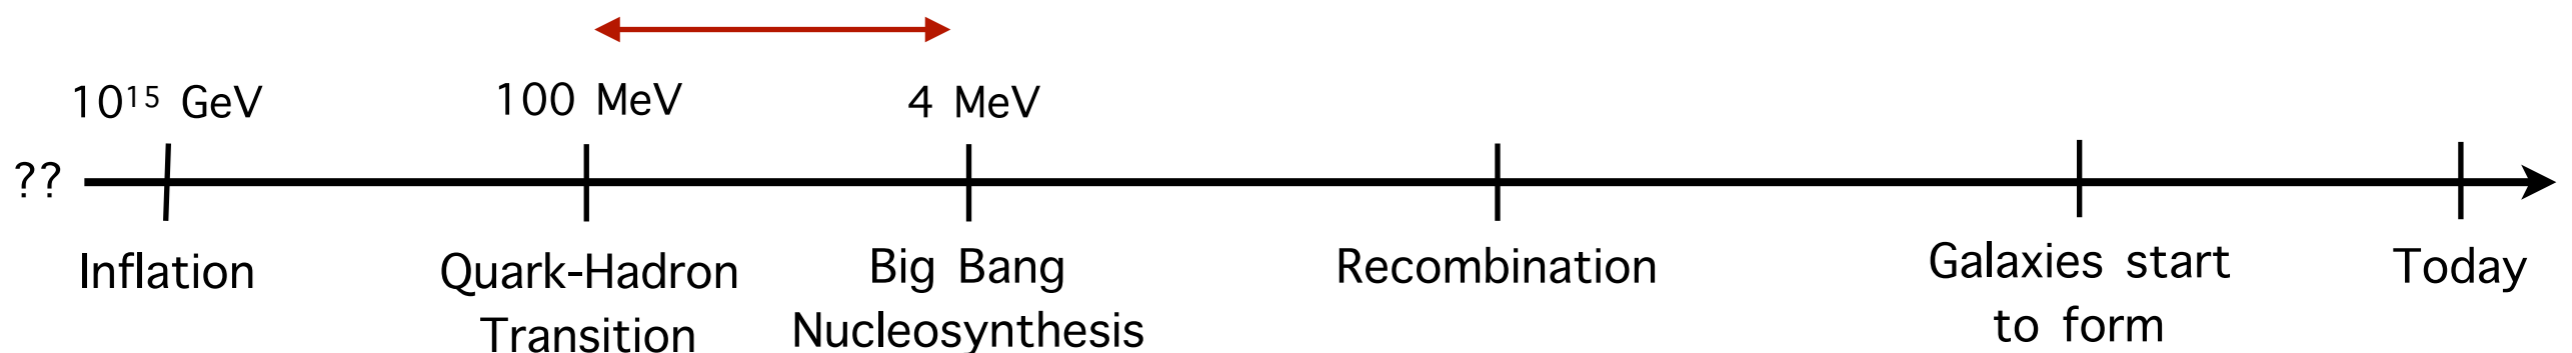 10¹⁵ GeV
100 MeV
4 MeV
??
Inflation
Quark-Hadron
Transition
Big Bang
Nucleosynthesis
Recombination
Galaxies start
to form
Today